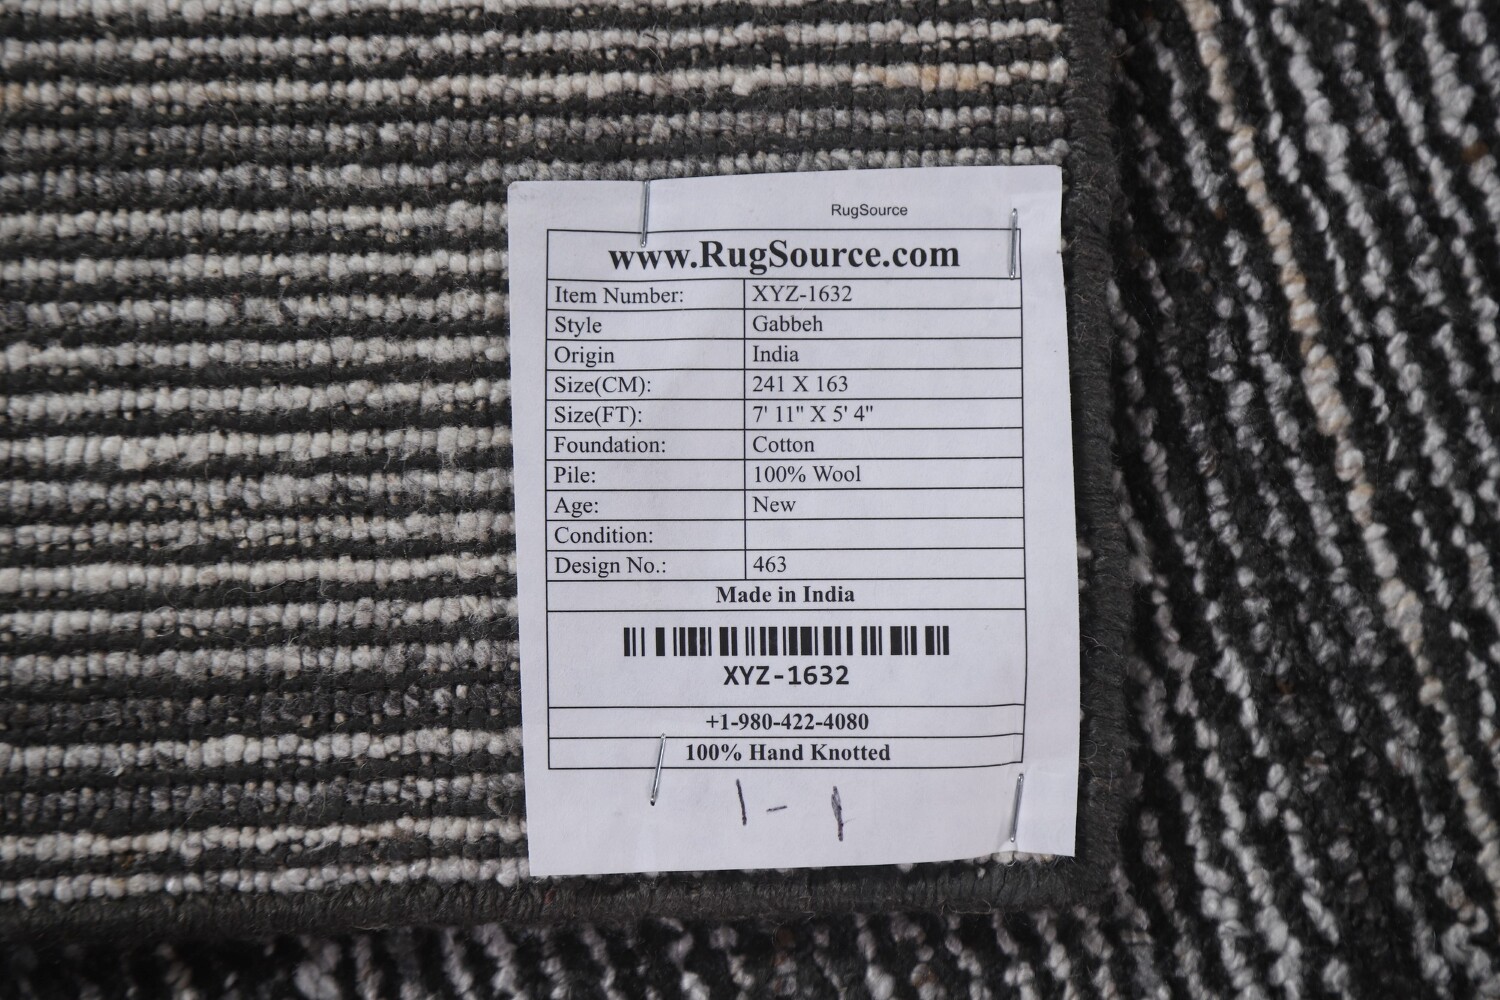 RugSource
www.RugSource.com
Item Number: XYZ-1632
Style Gabbeh
Origin India
Size(CM): 241 X 163
Size(FT): 7' 11" X 5' 4"
Foundation: Cotton
Pile: 100% Wool
Age: New
Condition:
Design No.: 463
Made in India
XYZ-1632
+1-980-422-4080
100% Hand Knotted
1 - 1